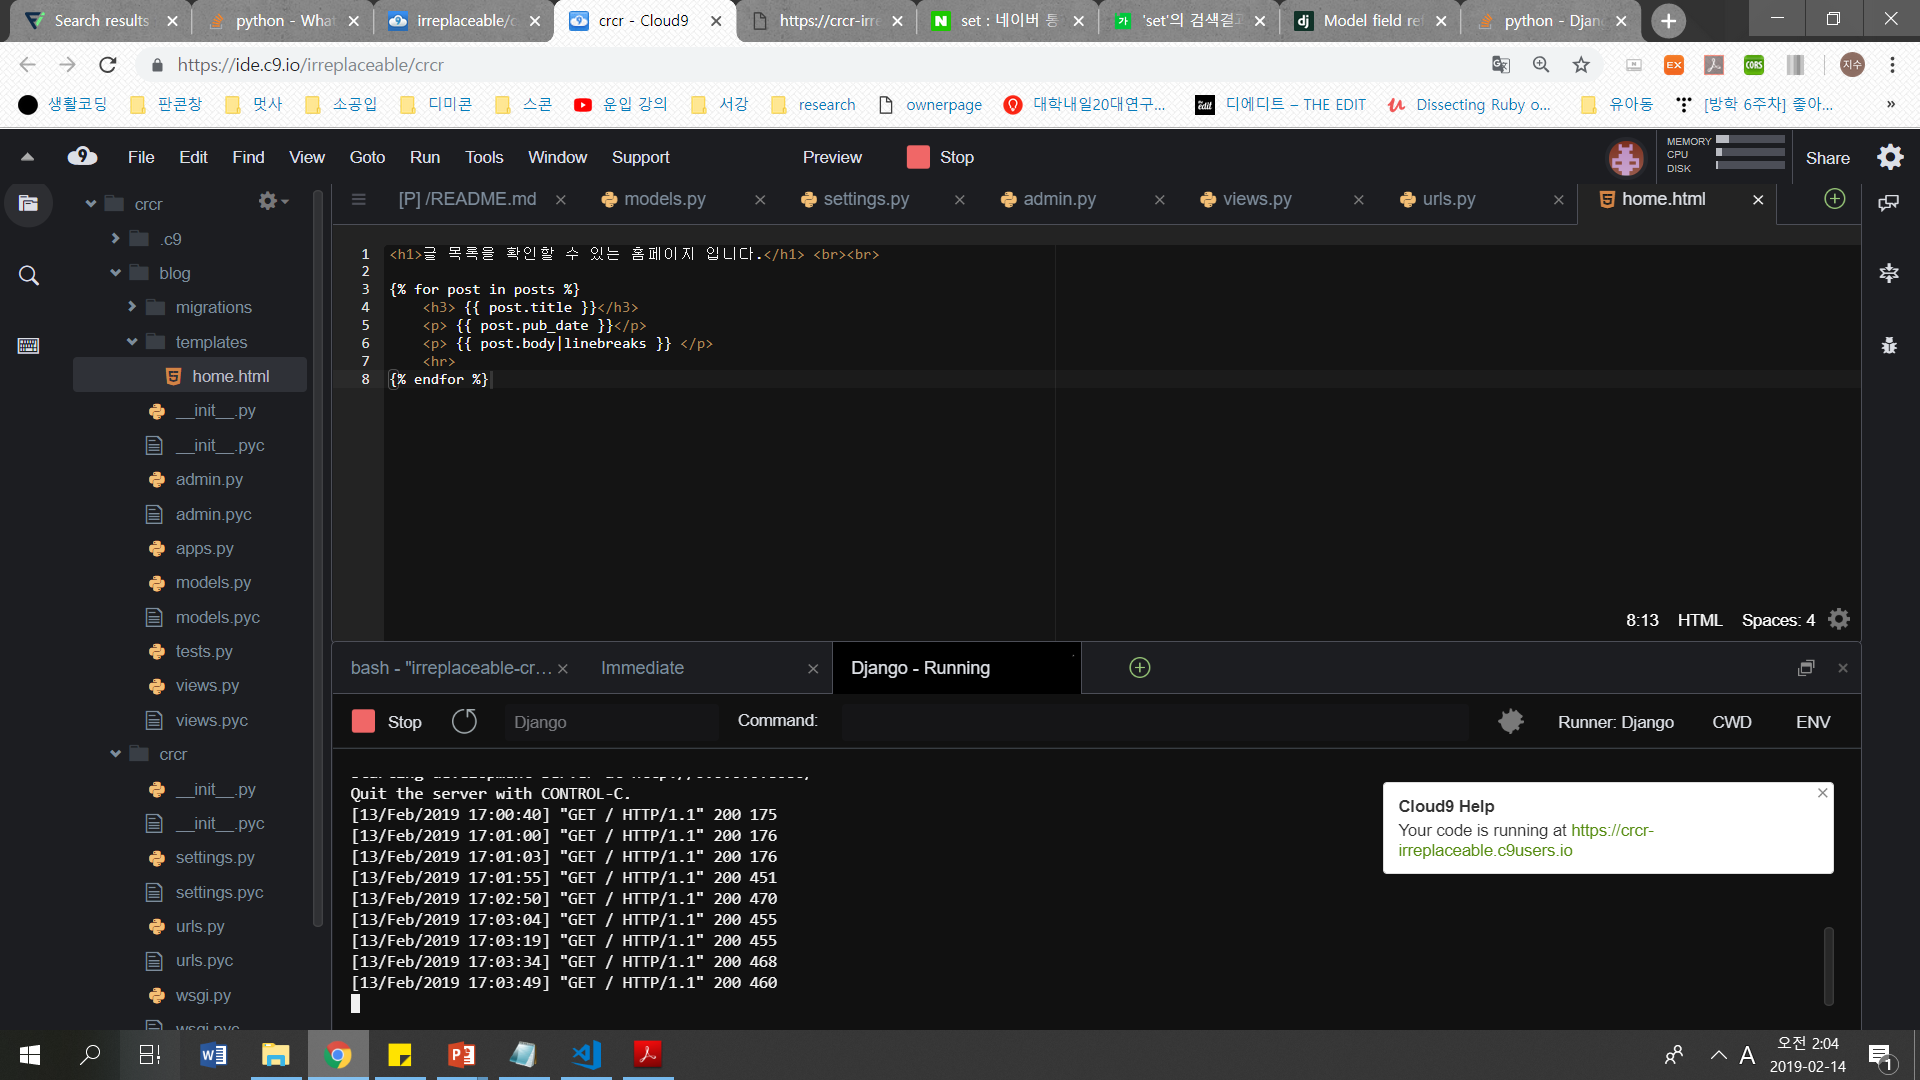 Search results
python - Wha
irreplaceable/c
crcr - Cloud9
https://crcr-irre
set : 네이버 통
'set'의 검색결
Model field ref
python - Djan
https://ide.c9.io/irreplaceable/crcr
지수
생활코딩
판콘창
멋사
소공입
디미콘
스콘
운입 강의
서강
research
ownerpage
대학내일20대연구...
디에디트 – THE EDIT
Dissecting Ruby o...
유아동
[방학 6주차] 좋아...
»
File Edit Find View Goto Run Tools Window Support
Preview
Stop
MEMORY
CPU
DISK
Share
[P] /README.md
models.py
settings.py
admin.py
views.py
urls.py
home.html
crcr
.c9
blog
migrations
templates
home.html
__init__.py
__init__.pyc
admin.py
admin.pyc
apps.py
models.py
models.pyc
tests.py
views.py
views.pyc
crcr
__init__.py
__init__.pyc
settings.py
settings.pyc
urls.py
urls.pyc
wsgi.py
wsgi.pyc
1 <h1>글 목록을 확인할 수 있는 홈페이지 입니다.</h1> <br><br>
2
3 {% for post in posts %}
4 <h3> {{ post.title }}</h3>
5 <p> {{ post.pub_date }}</p>
6 <p> {{ post.body|linebreaks }} </p>
7 <hr>
8 {% endfor %}
8:13 HTML Spaces: 4
bash - "irreplaceable-cr...
Immediate
Django - Running
Stop
Django
Command:
Runner: Django
CWD
ENV
Quit the server with CONTROL-C.
[13/Feb/2019 17:00:40] "GET / HTTP/1.1" 200 175
[13/Feb/2019 17:01:00] "GET / HTTP/1.1" 200 176
[13/Feb/2019 17:01:03] "GET / HTTP/1.1" 200 176
[13/Feb/2019 17:01:55] "GET / HTTP/1.1" 200 451
[13/Feb/2019 17:02:50] "GET / HTTP/1.1" 200 470
[13/Feb/2019 17:03:04] "GET / HTTP/1.1" 200 455
[13/Feb/2019 17:03:19] "GET / HTTP/1.1" 200 455
[13/Feb/2019 17:03:34] "GET / HTTP/1.1" 200 468
[13/Feb/2019 17:03:49] "GET / HTTP/1.1" 200 460
Cloud9 Help
Your code is running at https://crcr-
irreplaceable.c9users.io
A
오전 2:04
2019-02-14
1